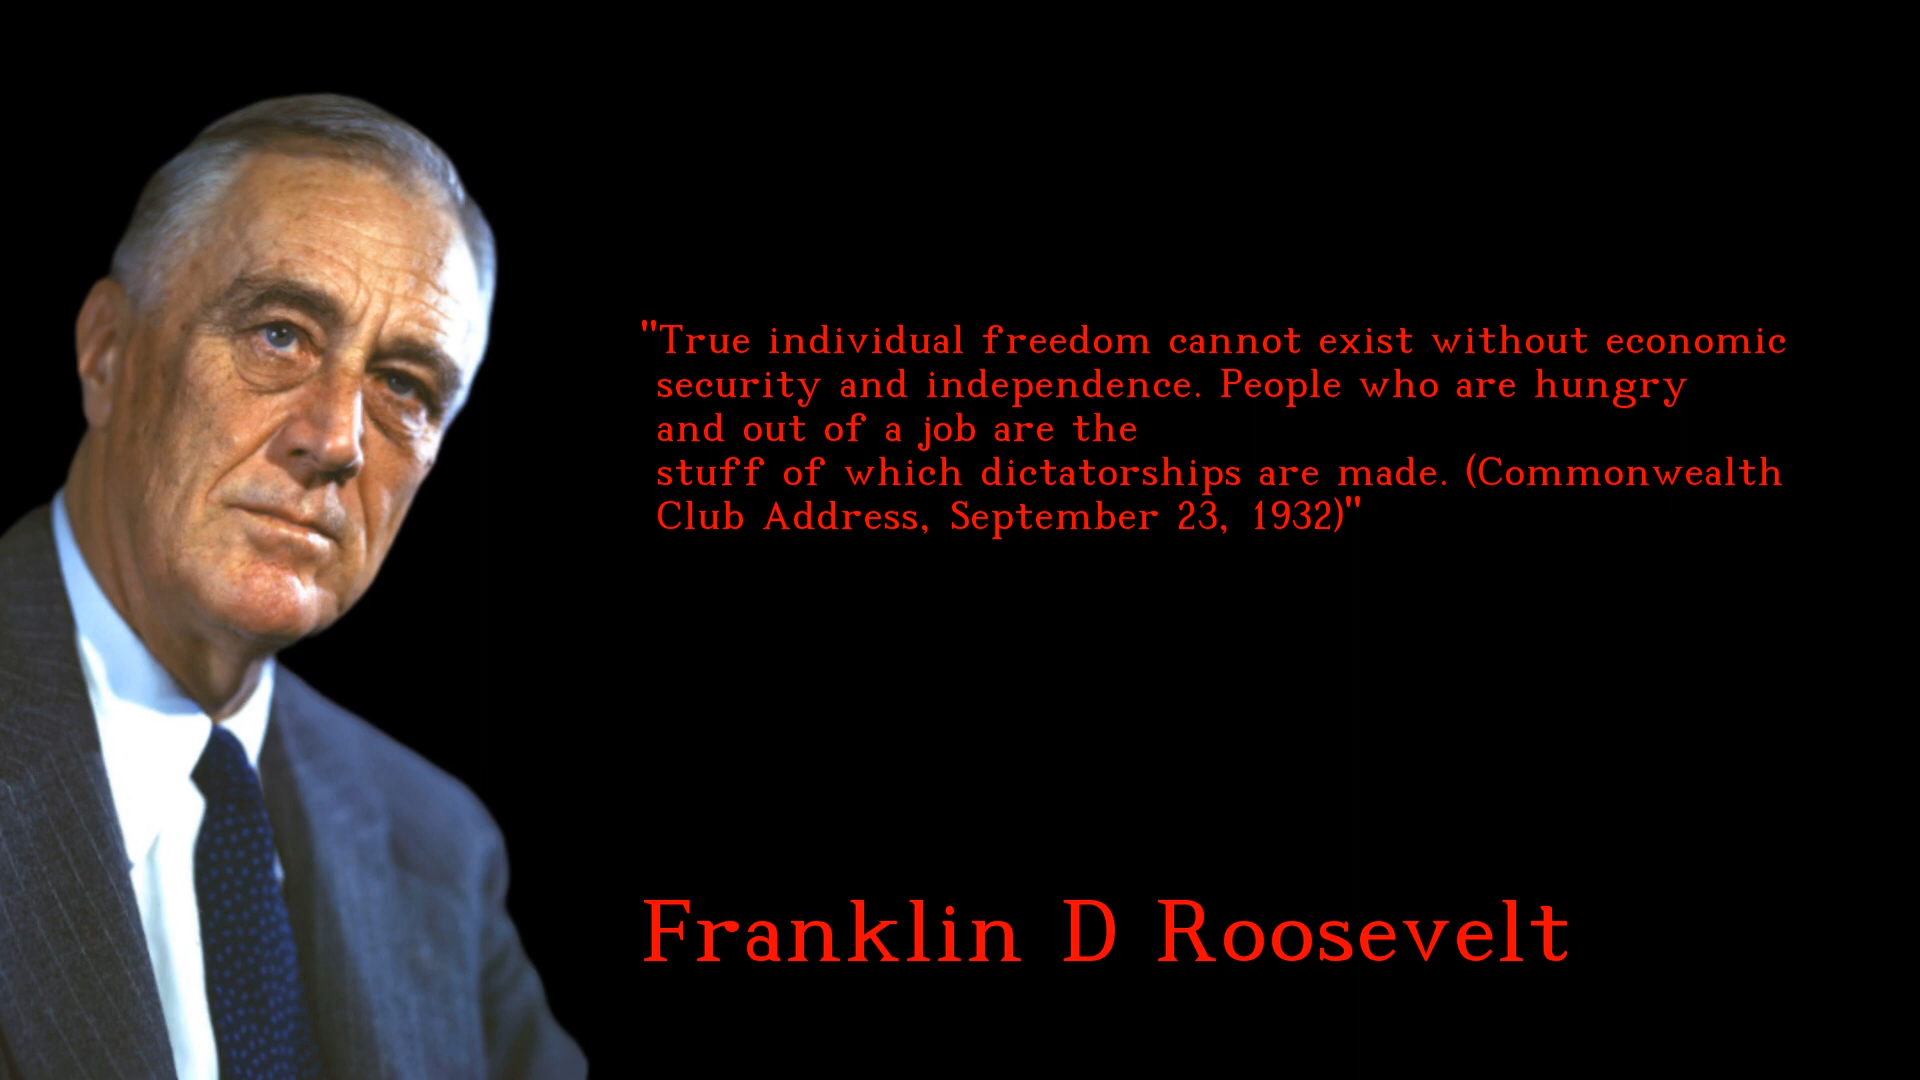 "True individual freedom cannot exist without economic
security and independence. People who are hungry
and out of a job are the
stuff of which dictatorships are made. (Commonwealth
Club Address, September 23, 1932)"
Franklin D Roosevelt